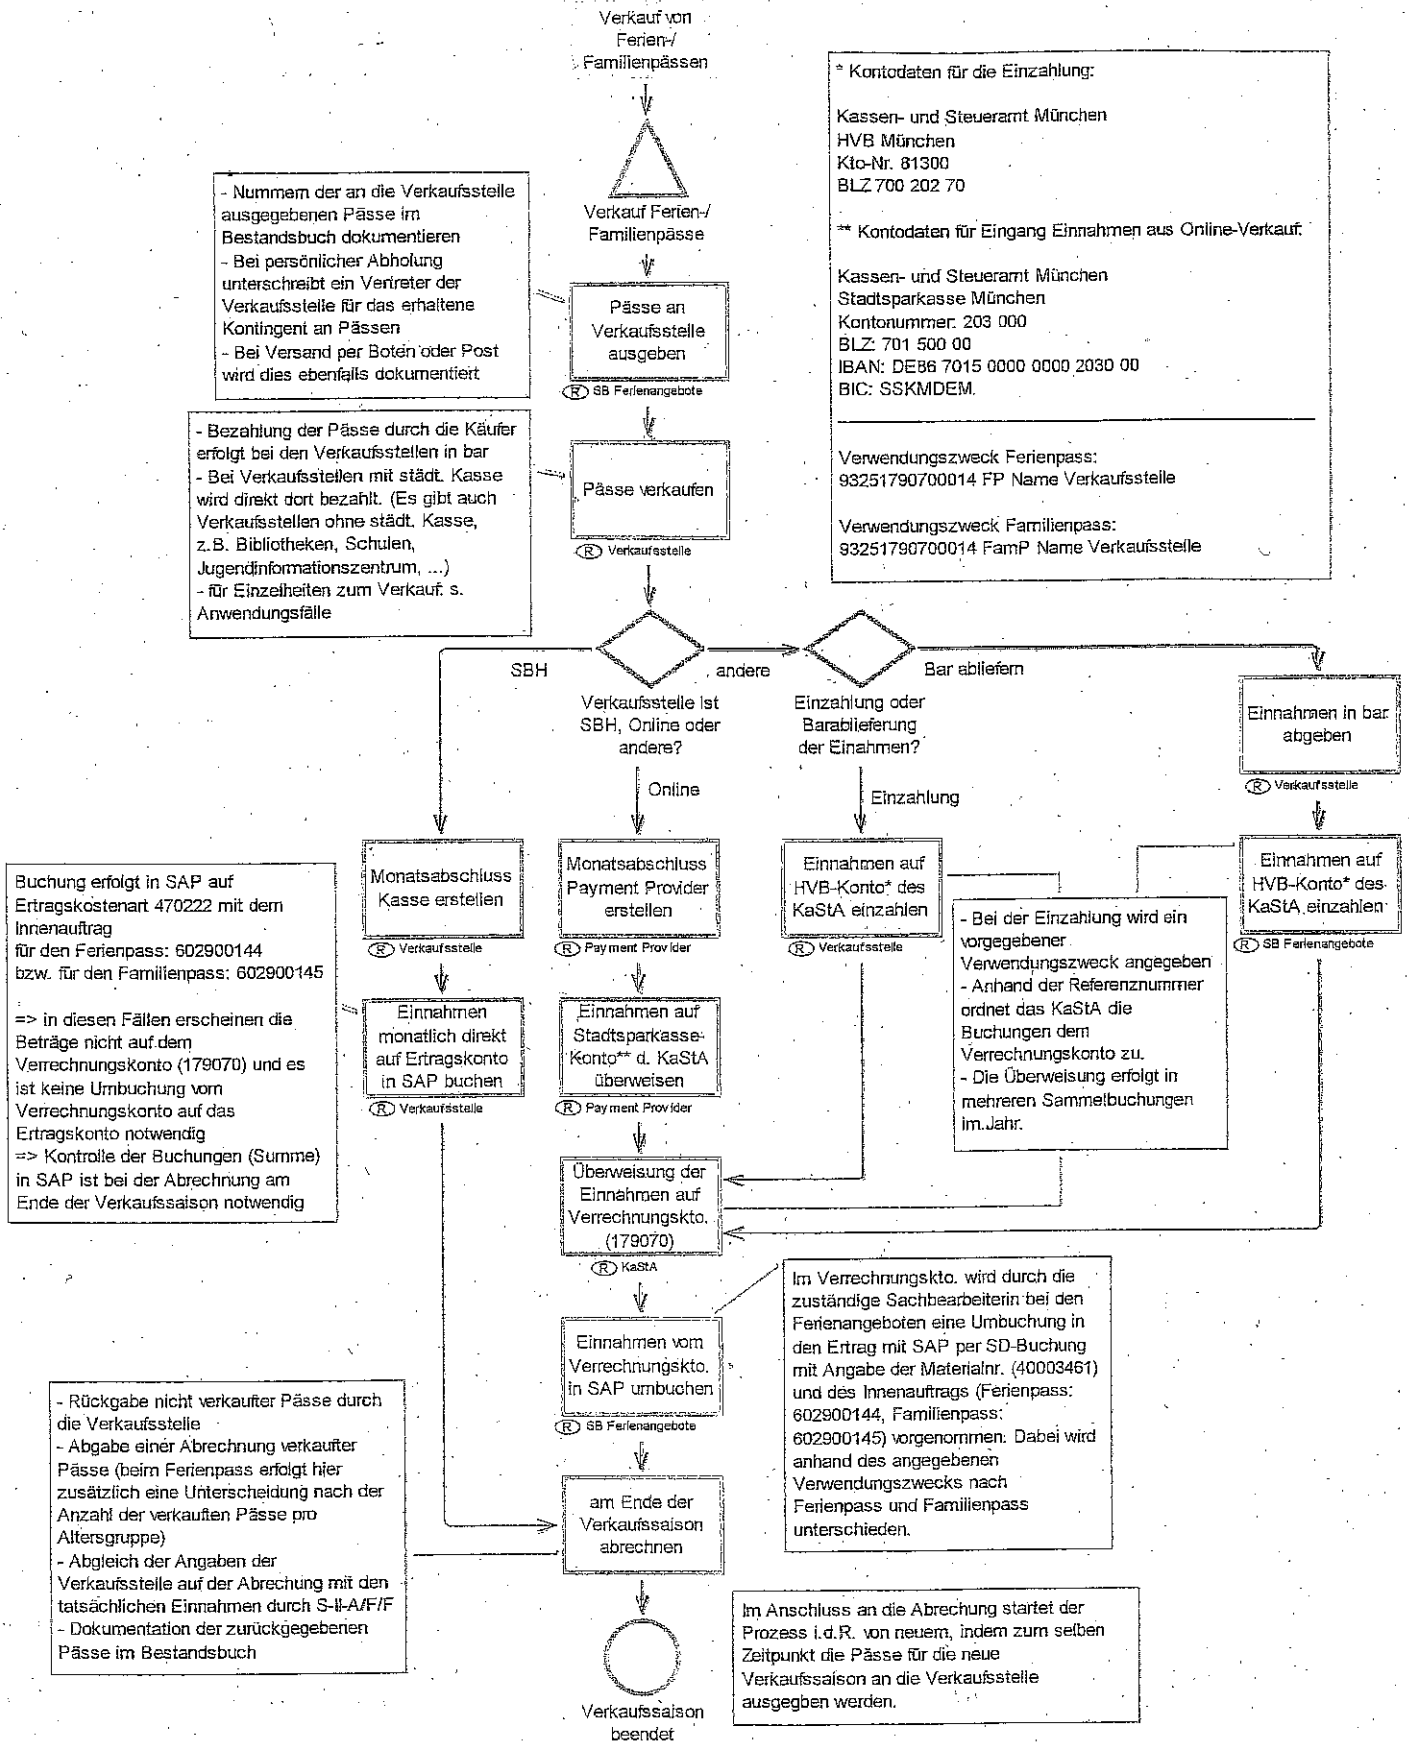 Verkauf von
Ferien-/
Familienpässen
* Kontodaten für die Einzahlung:
Kassen- und Steueramt München
HVB München
Kto-Nr. 81300
BLZ 700 202 70
** Kontodaten für Eingang Einnahmen aus Online-Verkauf:
Kassen- und Steueramt München
Stadtsparkasse München
Kontonummer: 203 000
BLZ: 701 500 00
IBAN: DE86 7015 0000 0000 2030 00
BIC: SSKMDEM.
Verwendungszweck Ferienpass:
93251790700014 FP Name Verkaufsstelle
Verwendungszweck Familienpass:
93251790700014 FamP Name Verkaufsstelle
Verkauf Ferien-/
Familienpässe
- Nummern der an die Verkaufsstelle
ausgegebenen Pässe im
Bestandsbuch dokumentieren
- Bei persönlicher Abholung
unterschreibt ein Vertreter der
Verkaufsstelle für das erhaltene
Kontingent an Pässen
- Bei Versand per Boten oder Post
wird dies ebenfalls dokumentiert
Pässe an
Verkaufsstelle
ausgeben
R SB Ferienangebote
- Bezahlung der Pässe durch die Käufer
erfolgt bei den Verkaufsstellen in bar
- Bei Verkaufsstellen mit städt. Kasse
wird direkt dort bezahlt. (Es gibt auch
Verkaufsstellen ohne städt. Kasse,
z.B. Bibliotheken, Schulen,
Jugendinformationszentrum, ...)
- für Einzelheiten zum Verkauf: s.
Anwendungsfälle
Pässe verkaufen
R Verkaufsstelle
SBH
andere
Bar abliefern
Verkaufsstelle ist
SBH, Online oder
andere?
Einzahlung oder
Barablieferung
der Einahmen?
Einnahmen in bar
abgeben
R Verkaufsstelle
Online
Einzahlung
Monatsabschluss
Kasse erstellen
R Verkaufsstelle
Monatsabschluss
Payment Provider
erstellen
R Payment Provider
Einnahmen auf
HVB-Konto* des
KaStA einzahlen
R Verkaufsstelle
Einnahmen auf
HVB-Konto* des
KaStA einzahlen
R SB Ferienangebote
Buchung erfolgt in SAP auf
Ertragskostenart 470222 mit dem
Innenauftrag
für den Ferienpass: 602900144
bzw. für den Familienpass: 602900145
=> in diesen Fällen erscheinen die
Beträge nicht auf dem
Verrechnungskonto (179070) und es
ist keine Umbuchung vom
Verrechnungskonto auf das
Ertragskonto notwendig
=> Kontrolle der Buchungen (Summe)
in SAP ist bei der Abrechnung am
Ende der Verkaufssaison notwendig
Einnahmen
monatlich direkt
auf Ertragskonto
in SAP buchen
R Verkaufsstelle
Einnahmen auf
Stadtsparkasse-
Konto** d. KaStA
überweisen
R Payment Provider
- Bei der Einzahlung wird ein
vorgegebener
Verwendungszweck angegeben
- Anhand der Referenznummer
ordnet das KaStA die
Buchungen dem
Verrechnungskonto zu.
- Die Überweisung erfolgt in
mehreren Sammelbuchungen
im Jahr.
Überweisung der
Einnahmen auf
Verrechnungskto.
(179070)
R KaStA
Einnahmen vom
Verrechnungskto.
in SAP umbuchen
R SB Ferienangebote
Im Verrechnungskto. wird durch die
zuständige Sachbearbeiterin bei den
Ferienangeboten eine Umbuchung in
den Ertrag mit SAP per SD-Buchung
mit Angabe der Materialnr. (40003461)
und des Innenauftrags (Ferienpass:
602900144, Familienpass:
602900145) vorgenommen: Dabei wird
anhand des angegebenen
Verwendungszwecks nach
Ferienpass und Familienpass
unterschieden.
- Rückgabe nicht verkaufter Pässe durch
die Verkaufsstelle
- Abgabe einer Abrechnung verkaufter
Pässe (beim Ferienpass erfolgt hier
zusätzlich eine Unterscheidung nach der
Anzahl der verkauften Pässe pro
Altersgruppe)
- Abgleich der Angaben der
Verkaufsstelle auf der Abrechung mit den
tatsächlichen Einnahmen durch S-II-A/F/F
- Dokumentation der zurückgegebenen
Pässe im Bestandsbuch
am Ende der
Verkaufssaison
abrechnen
Verkaufssaison
beendet
Im Anschluss an die Abrechung startet der
Prozess i.d.R. von neuem, indem zum selben
Zeitpunkt die Pässe für die neue
Verkaufssaison an die Verkaufsstelle
ausgegben werden.